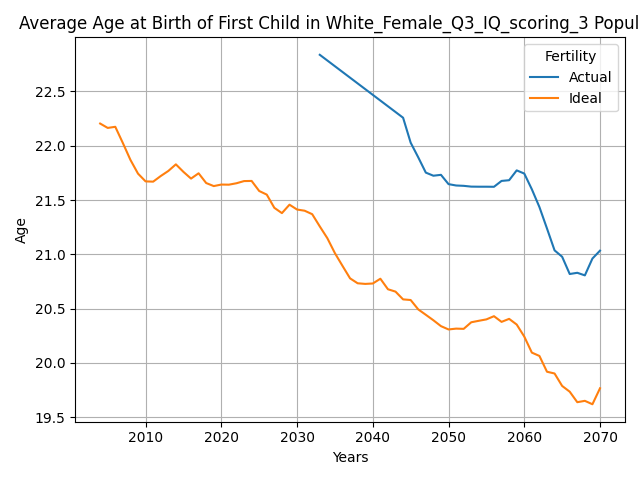 Average Age at Birth of First Child in White_Female_Q3_IQ_scoring_3 Popul
Fertility
Actual
Ideal
22.5
22.0
21.5
21.0
20.5
20.0
19.5
Age
2010 2020 2030 2040 2050 2060 2070
Years